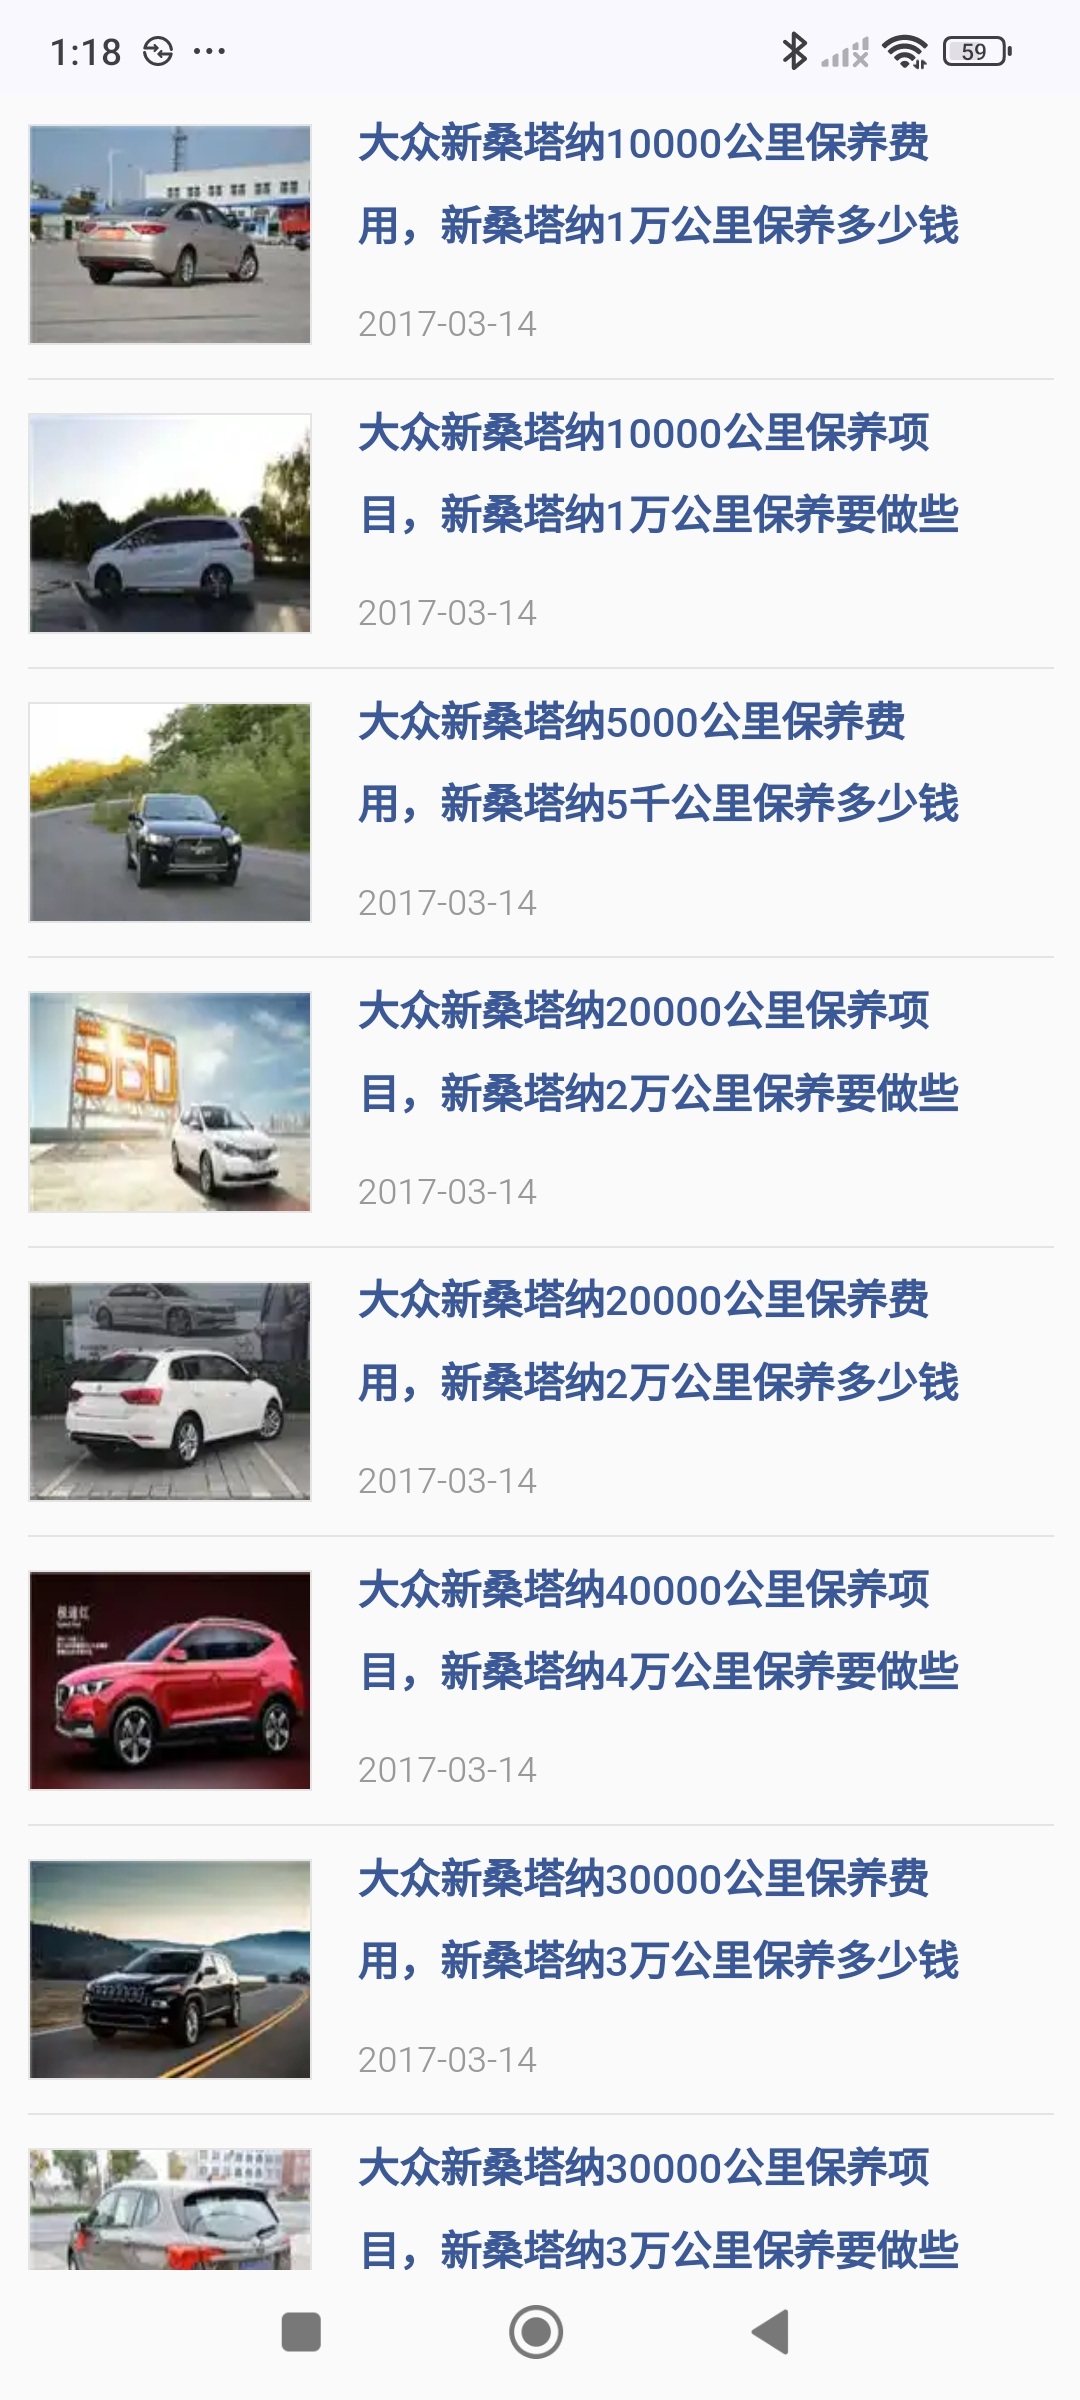 1:18
59
大众新桑塔纳10000公里保养费
用，新桑塔纳1万公里保养多少钱
2017-03-14
大众新桑塔纳10000公里保养项
目，新桑塔纳1万公里保养要做些
2017-03-14
大众新桑塔纳5000公里保养费
用，新桑塔纳5千公里保养多少钱
2017-03-14
360
大众新桑塔纳20000公里保养项
目，新桑塔纳2万公里保养要做些
2017-03-14
大众新桑塔纳20000公里保养费
用，新桑塔纳2万公里保养多少钱
2017-03-14
极速红
大众新桑塔纳40000公里保养项
目，新桑塔纳4万公里保养要做些
2017-03-14
大众新桑塔纳30000公里保养费
用，新桑塔纳3万公里保养多少钱
2017-03-14
大众新桑塔纳30000公里保养项
目，新桑塔纳3万公里保养要做些